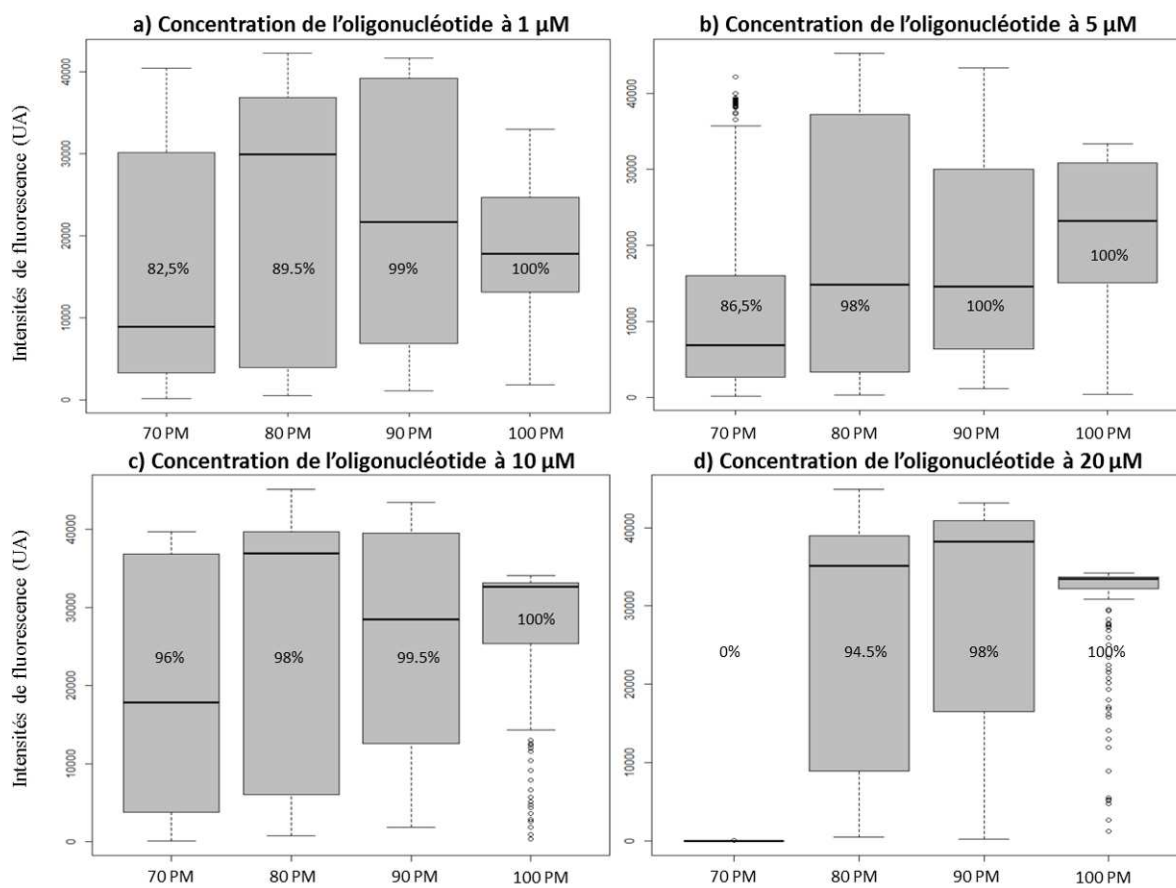 a) Concentration de l'oligonucléotide à 1 µM
b) Concentration de l'oligonucléotide à 5 µM
Intensités de fluorescence (UA)
40000
30000
20000
10000
0
82,5%
89.5%
99%
100%
70 PM
80 PM
90 PM
100 PM
40000
30000
20000
10000
0
86,5%
98%
100%
100%
70 PM
80 PM
90 PM
100 PM
c) Concentration de l'oligonucléotide à 10 µM
d) Concentration de l'oligonucléotide à 20 µM
Intensités de fluorescence (UA)
40000
30000
20000
10000
0
96%
98%
99.5%
100%
70 PM
80 PM
90 PM
100 PM
40000
30000
20000
10000
0
0%
94.5%
98%
100%
70 PM
80 PM
90 PM
100 PM